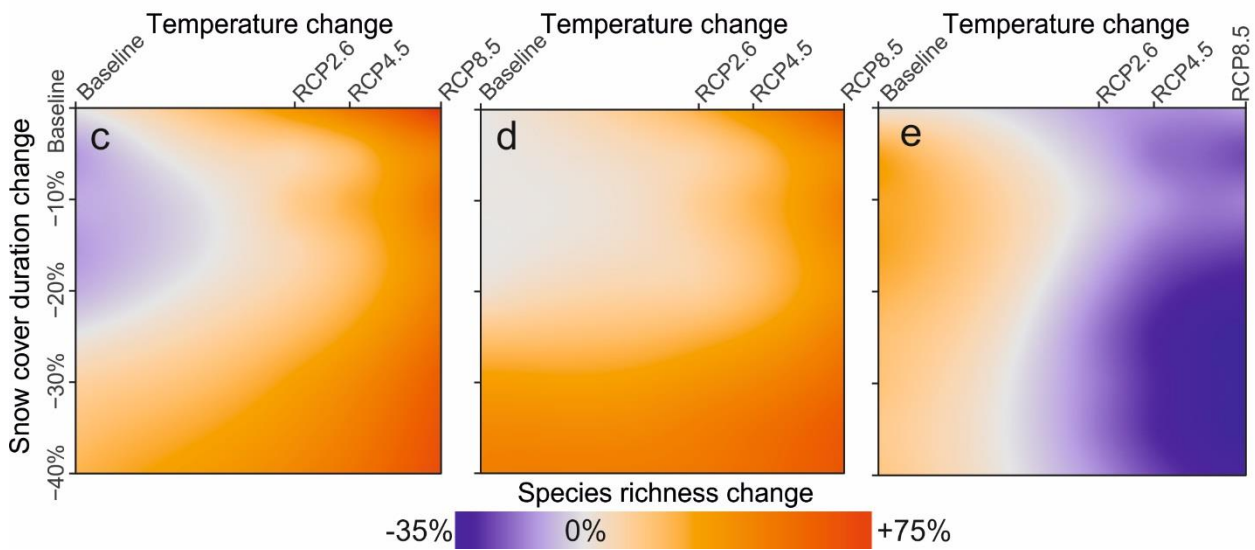 Temperature change
Baseline
RCP2.6
RCP4.5
RCP8.5
Temperature change
Baseline
RCP2.6
RCP4.5
RCP8.5
Temperature change
Baseline
RCP2.6
RCP4.5
RCP8.5
Snow cover duration change
Baseline
-10%
-20%
-30%
-40%
c
d
e
Species richness change
-35%
0%
+75%